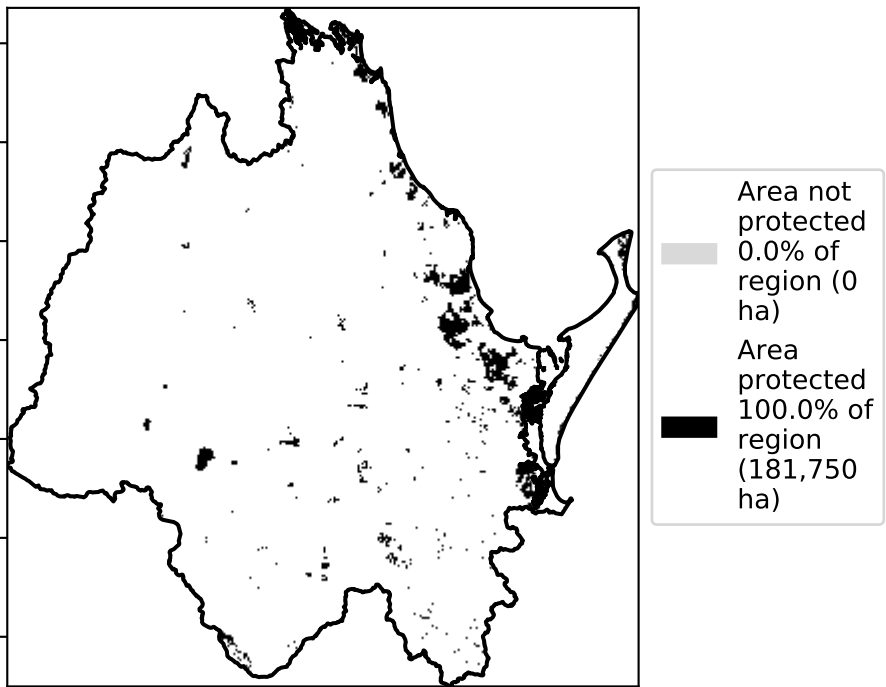 Area not
protected
0.0% of
region (0
ha)
Area
protected
100.0% of
region
(181,750
ha)